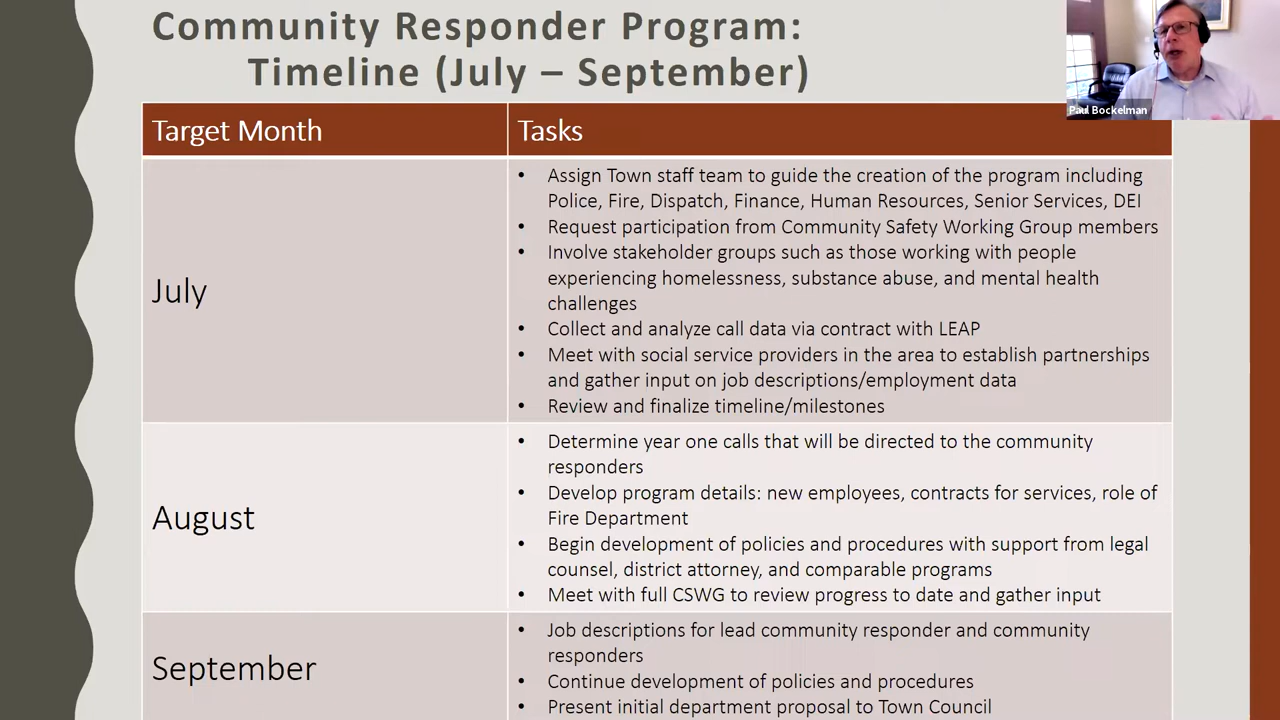 Community Responder Program:
Timeline (July – September)
Paul Bockelman
Target Month
Tasks
July
• Assign Town staff team to guide the creation of the program including
Police, Fire, Dispatch, Finance, Human Resources, Senior Services, DEI
• Request participation from Community Safety Working Group members
• Involve stakeholder groups such as those working with people
experiencing homelessness, substance abuse, and mental health
challenges
• Collect and analyze call data via contract with LEAP
• Meet with social service providers in the area to establish partnerships
and gather input on job descriptions/employment data
• Review and finalize timeline/milestones
August
• Determine year one calls that will be directed to the community
responders
• Develop program details: new employees, contracts for services, role of
Fire Department
• Begin development of policies and procedures with support from legal
counsel, district attorney, and comparable programs
• Meet with full CSWG to review progress to date and gather input
September
• Job descriptions for lead community responder and community
responders
• Continue development of policies and procedures
• Present initial department proposal to Town Council